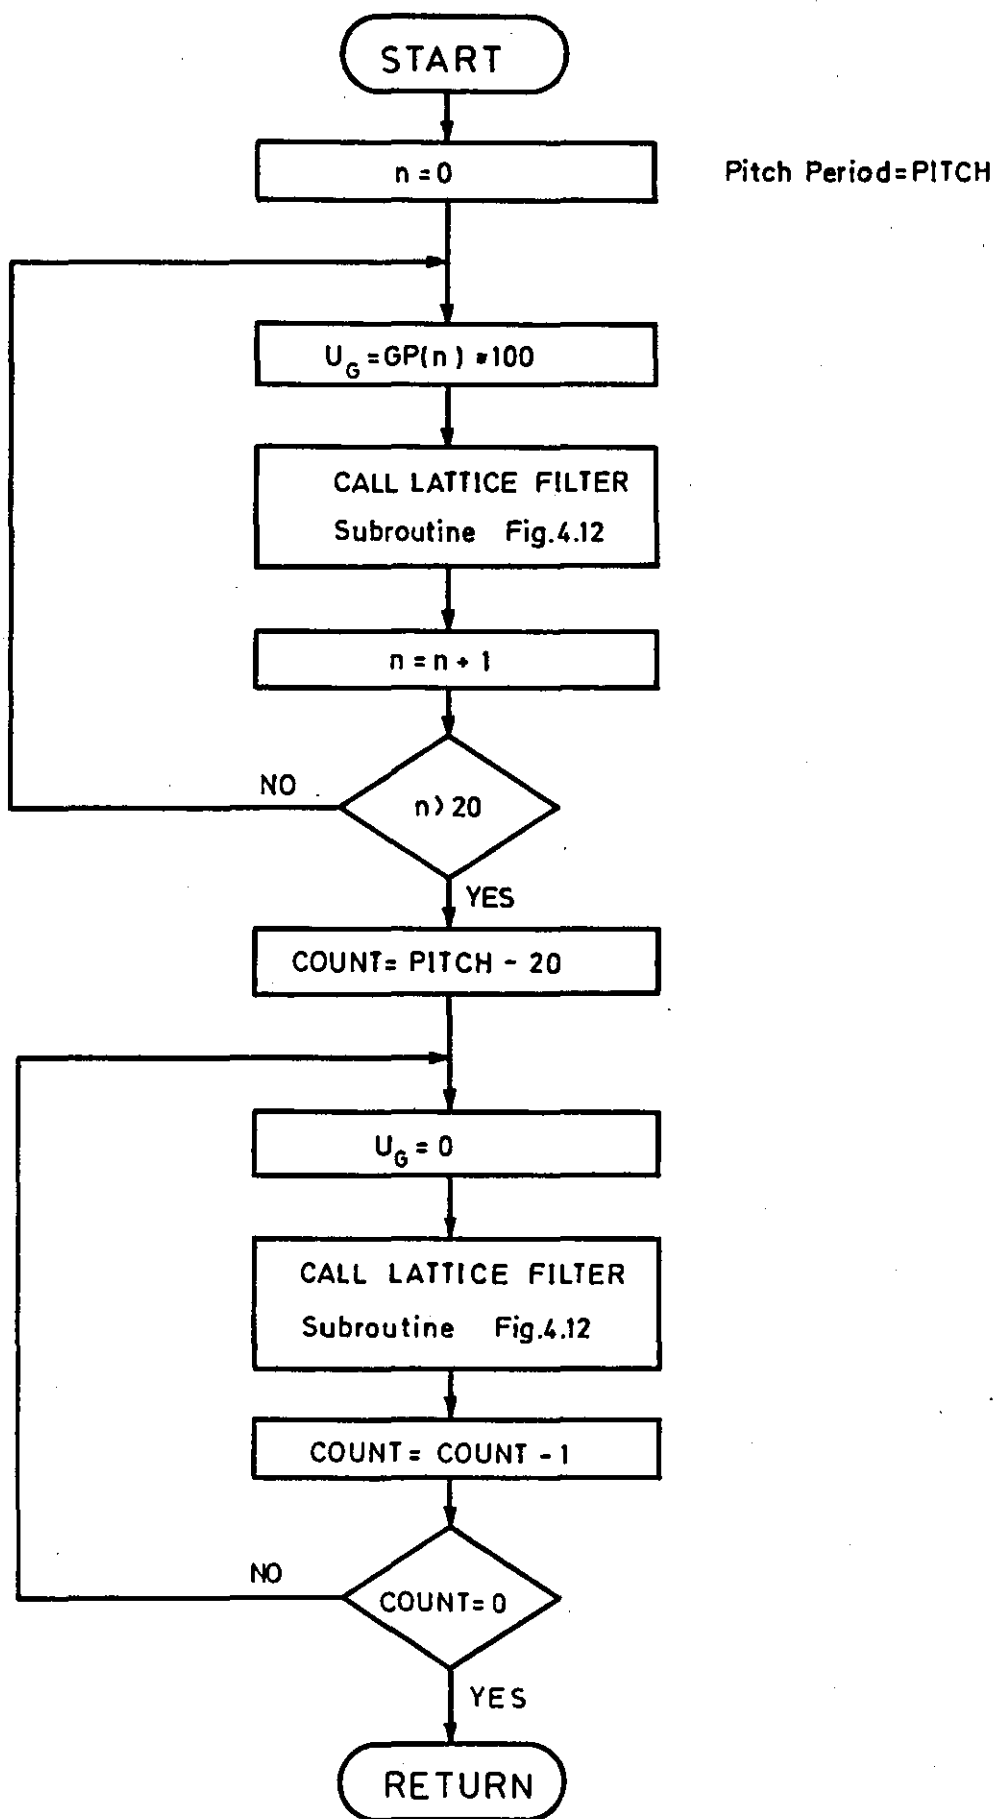 START
n = 0
Pitch Period=PITCH
U_G = GP(n) *100
CALL LATTICE FILTER
Subroutine Fig.4.12
n = n + 1
NO
n > 20
YES
COUNT= PITCH - 20
U_G = 0
CALL LATTICE FILTER
Subroutine Fig.4.12
COUNT= COUNT - 1
NO
COUNT= 0
YES
RETURN